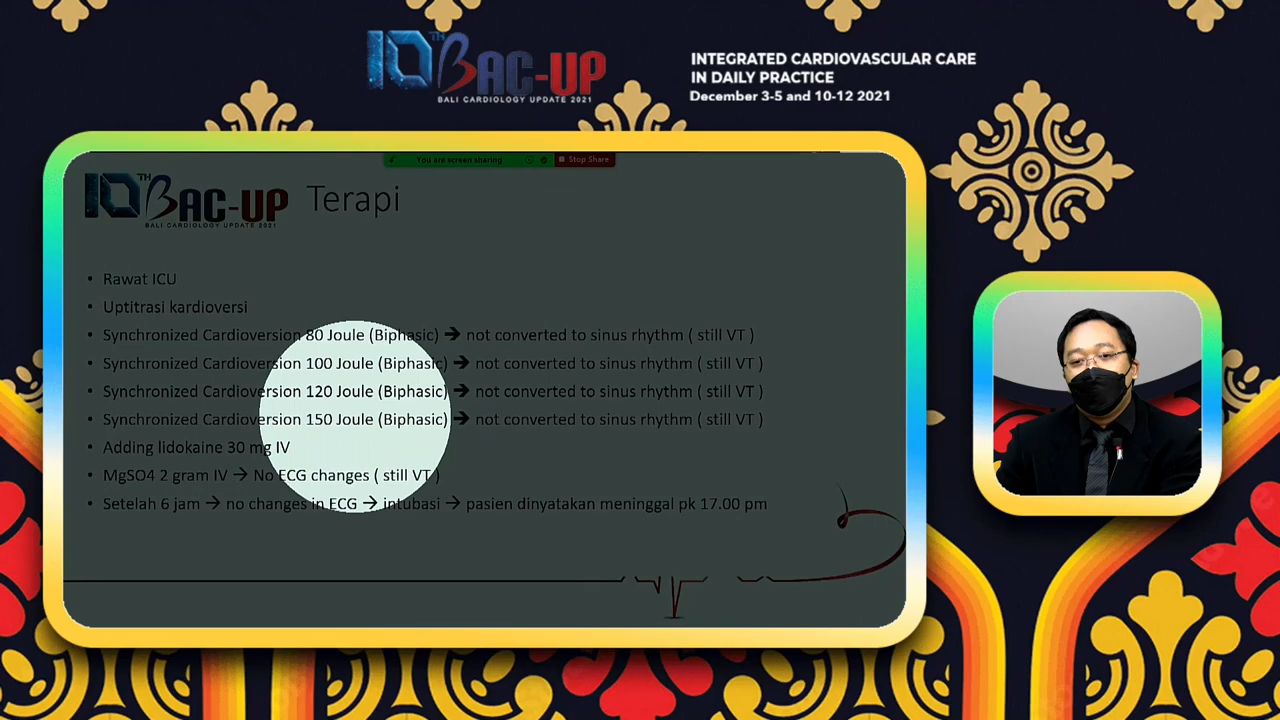 10TH BAC-UP
BALI CARDIOLOGY UPDATE 2021
INTEGRATED CARDIOVASCULAR CARE
IN DAILY PRACTICE
December 3-5 and 10-12 2021
You are screen sharing
Stop Share
10TH BAC-UP
BALI CARDIOLOGY UPDATE 2021
Terapi
• Rawat ICU
• Uptitrasi kardioversi
• Synchronized Cardioversion 80 Joule (Biphasic) → not converted to sinus rhythm ( still VT )
• Synchronized Cardioversion 100 Joule (Biphasic) → not converted to sinus rhythm ( still VT )
• Synchronized Cardioversion 120 Joule (Biphasic) → not converted to sinus rhythm ( still VT )
• Synchronized Cardioversion 150 Joule (Biphasic) → not converted to sinus rhythm ( still VT )
• Adding lidokaine 30 mg IV
• MgSO4 2 gram IV → No ECG changes ( still VT )
• Setelah 6 jam → no changes in ECG → intubasi → pasien dinyatakan meninggal pk 17.00 pm